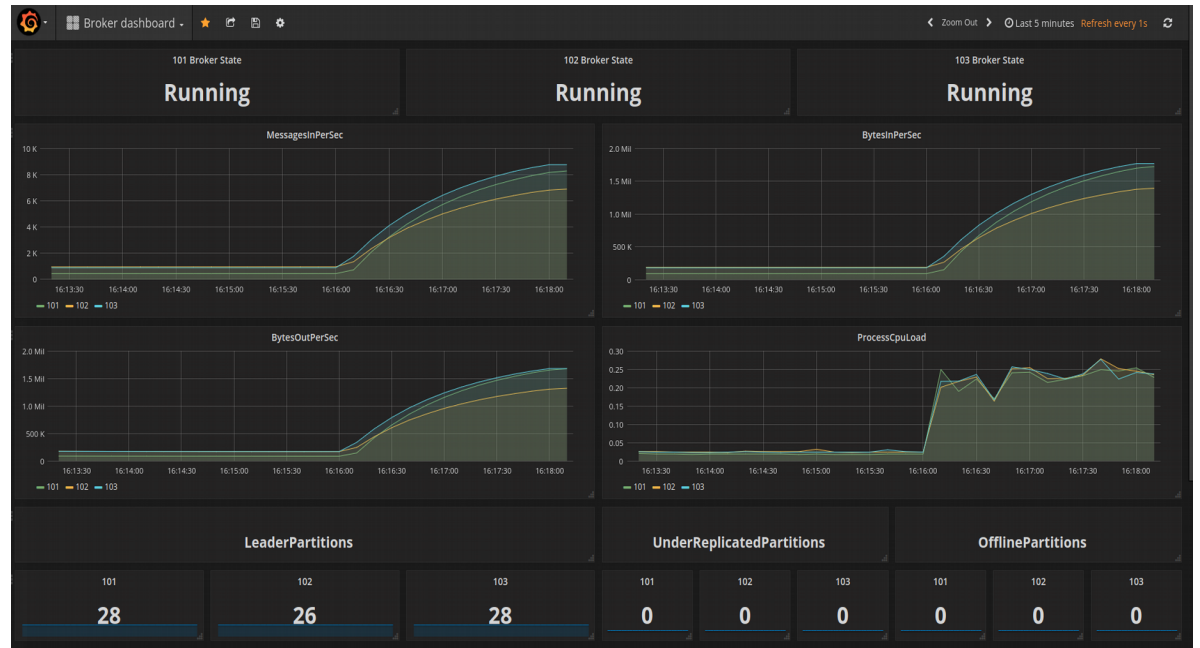 Broker dashboard
Zoom Out Last 5 minutes Refresh every 1s
101 Broker State
Running
102 Broker State
Running
103 Broker State
Running
MessagesInPerSec
10 K
8 K
6 K
4 K
2 K
0
16:13:30 16:14:00 16:14:30 16:15:00 16:15:30 16:16:00 16:16:30 16:17:00 16:17:30 16:18:00
101 102 103
BytesInPerSec
2.0 Mil
1.5 Mil
1.0 Mil
500 K
0
16:13:30 16:14:00 16:14:30 16:15:00 16:15:30 16:16:00 16:16:30 16:17:00 16:17:30 16:18:00
101 102 103
BytesOutPerSec
2.0 Mil
1.5 Mil
1.0 Mil
500 K
0
16:13:30 16:14:00 16:14:30 16:15:00 16:15:30 16:16:00 16:16:30 16:17:00 16:17:30 16:18:00
101 102 103
ProcessCpuLoad
0.30
0.25
0.20
0.15
0.10
0.05
0
16:13:30 16:14:00 16:14:30 16:15:00 16:15:30 16:16:00 16:16:30 16:17:00 16:17:30 16:18:00
101 102 103
LeaderPartitions
101 102 103
28 26 28
UnderReplicatedPartitions
101 102 103
0 0 0
OfflinePartitions
101 102 103
0 0 0